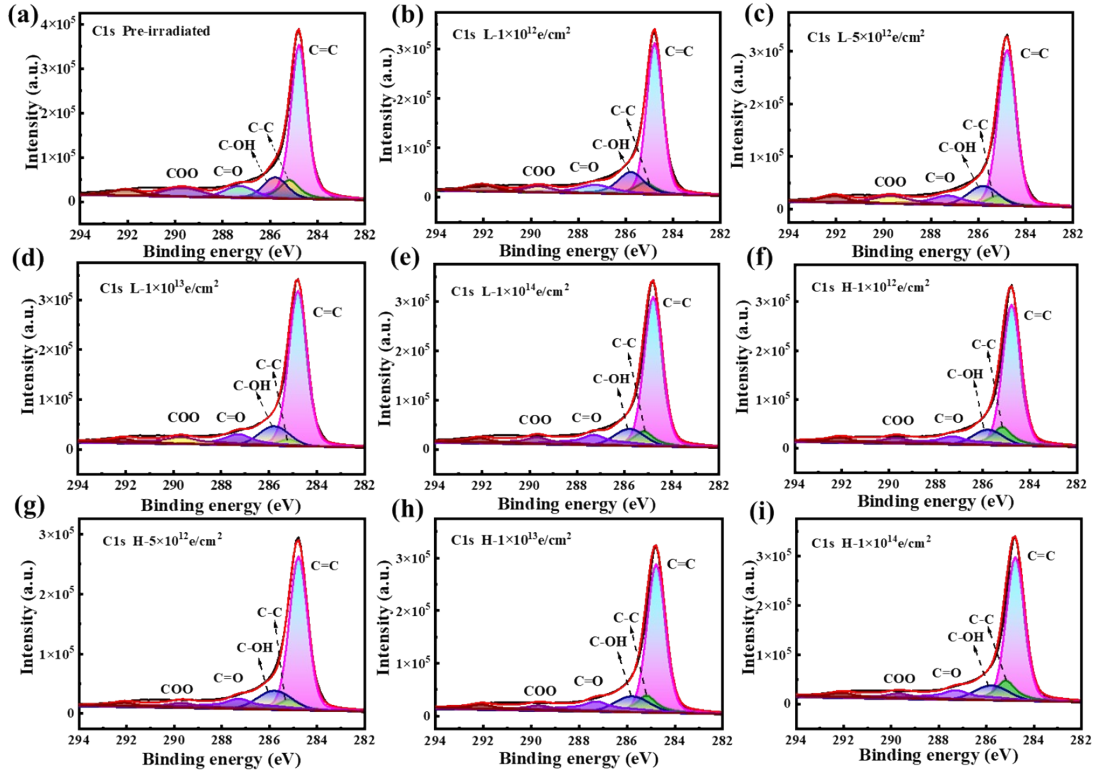 (a)
C1s Pre-irradiated
C=C
C-C
C-OH
C=O
COO
4×10⁵
3×10⁵
2×10⁵
1×10⁵
0
Intensity (a.u.)
294 292 290 288 286 284 282
Binding energy (eV)
(b)
C1s L-1×10¹²e/cm²
C=C
C-C
C-OH
C=O
COO
3×10⁵
2×10⁵
1×10⁵
0
Intensity (a.u.)
294 292 290 288 286 284 282
Binding energy (eV)
(c)
C1s L-5×10¹²e/cm²
C=C
C-C
C-OH
C=O
COO
3×10⁵
2×10⁵
1×10⁵
0
Intensity (a.u.)
294 292 290 288 286 284 282
Binding energy (eV)
(d)
C1s L-1×10¹³e/cm²
C=C
C-C
C-OH
C=O
COO
3×10⁵
2×10⁵
1×10⁵
0
Intensity (a.u.)
294 292 290 288 286 284 282
Binding energy (eV)
(e)
C1s L-1×10¹⁴e/cm²
C=C
C-C
C-OH
C=O
COO
3×10⁵
2×10⁵
1×10⁵
0
Intensity (a.u.)
294 292 290 288 286 284 282
Binding energy (eV)
(f)
C1s H-1×10¹²e/cm²
C=C
C-C
C-OH
C=O
COO
3×10⁵
2×10⁵
1×10⁵
0
Intensity (a.u.)
294 292 290 288 286 284 282
Binding energy (eV)
(g)
C1s H-5×10¹²e/cm²
C=C
C-C
C-OH
C=O
COO
3×10⁵
2×10⁵
1×10⁵
0
Intensity (a.u.)
294 292 290 288 286 284 282
Binding energy (eV)
(h)
C1s H-1×10¹³e/cm²
C=C
C-C
C-OH
C=O
COO
3×10⁵
2×10⁵
1×10⁵
0
Intensity (a.u.)
294 292 290 288 286 284 282
Binding energy (eV)
(i)
C1s H-1×10¹⁴e/cm²
C=C
C-C
C-OH
C=O
COO
3×10⁵
2×10⁵
1×10⁵
0
Intensity (a.u.)
294 292 290 288 286 284 282
Binding energy (eV)